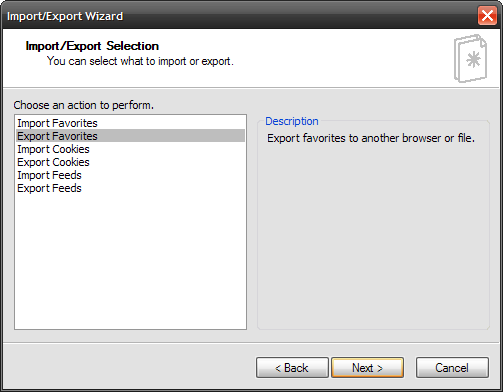 Import/Export Wizard
Import/Export Selection
You can select what to import or export.
Choose an action to perform.
Import Favorites
Export Favorites
Import Cookies
Export Cookies
Import Feeds
Export Feeds
Description
Export favorites to another browser or file.
< Back
Next >
Cancel